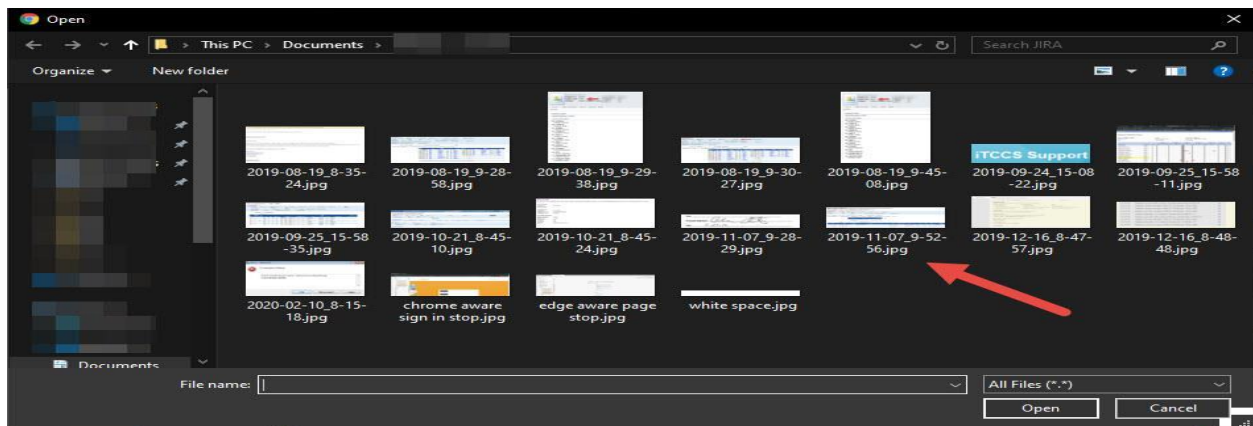 Open
This PC > Documents >
Search JIRA
Organize
New folder
2019-08-19_8-35-
24.jpg
2019-08-19_9-28-
58.jpg
2019-08-19_9-29-
38.jpg
2019-08-19_9-30-
27.jpg
2019-08-19_9-45-
08.jpg
iTCCS Support
2019-09-24_15-08
-22.jpg
2019-09-25_15-58
-11.jpg
2019-09-25_15-58
-35.jpg
2019-10-21_8-45-
10.jpg
2019-10-21_8-45-
24.jpg
2019-11-07_9-28-
29.jpg
2019-11-07_9-52-
56.jpg
2019-12-16_8-47-
57.jpg
2019-12-16_8-48-
48.jpg
2020-02-10_8-15-
18.jpg
chrome aware
sign in stop.jpg
edge aware page
stop.jpg
white space.jpg
Documents
File name:
All Files (*.*)
Open
Cancel